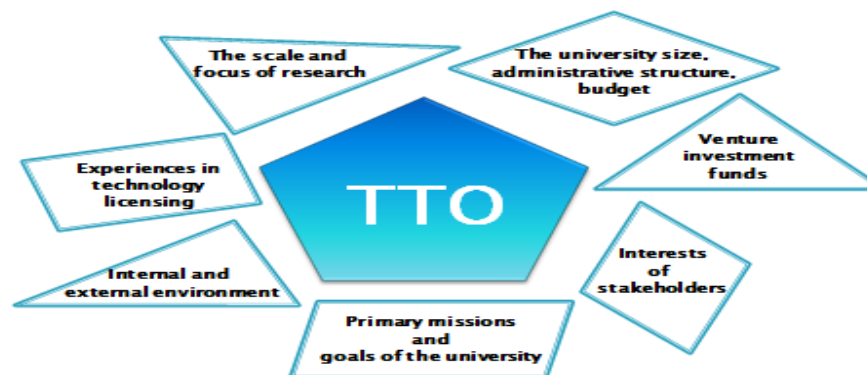 The scale and
focus of research
The university size,
administrative structure,
budget
Venture
investment
funds
Experiences in
technology
licensing
TTO
Interests
of
stakeholders
Internal and
external environment
Primary missions
and
goals of the university